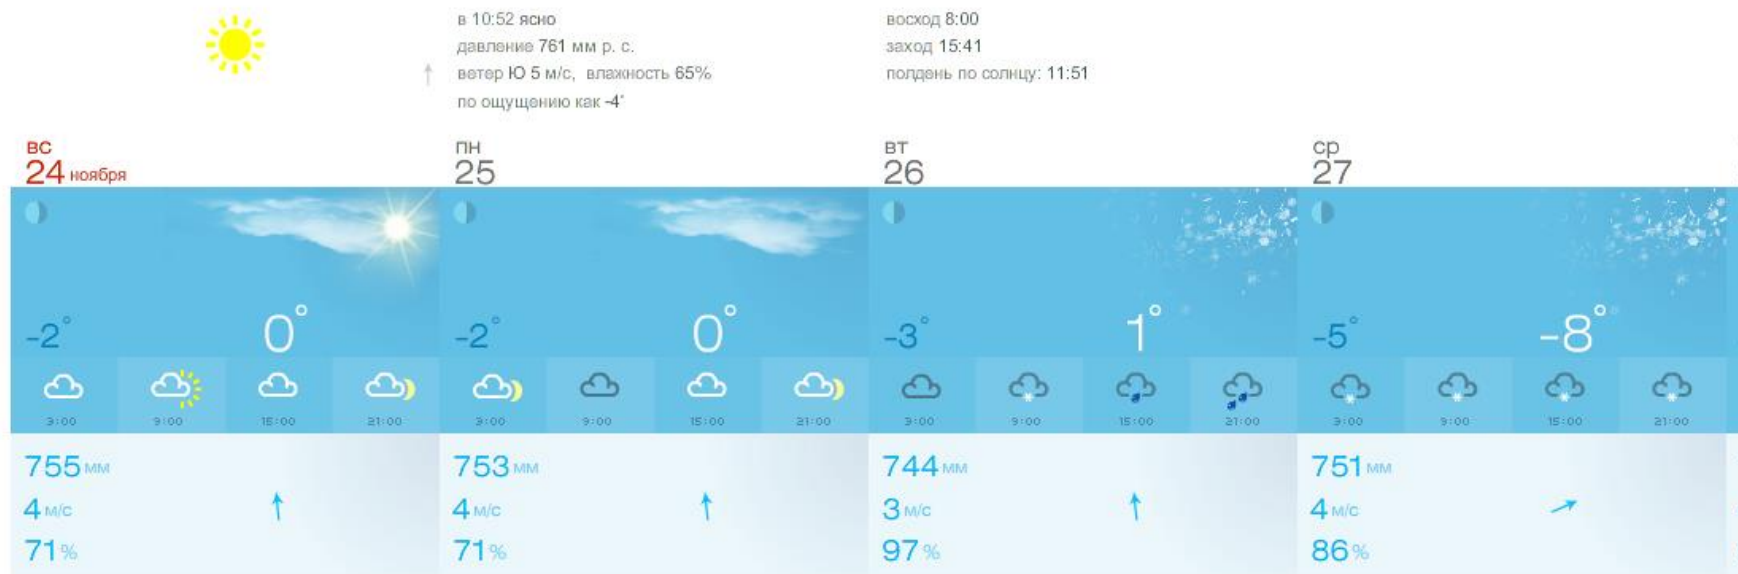 в 10:52 ясно
давление 761 мм р. с.
ветер Ю 5 м/с, влажность 65%
по ощущению как -4°
восход 8:00
заход 15:41
полдень по солнцу: 11:51
вс
24 ноября
-2° 0°
3:00 9:00 15:00 21:00
755 мм
4 м/с
71 %
пн
25
-2° 0°
3:00 9:00 15:00 21:00
753 мм
4 м/с
71 %
вт
26
-3° 1°
3:00 9:00 15:00 21:00
744 мм
3 м/с
97 %
ср
27
-5° -8°
3:00 9:00 15:00 21:00
751 мм
4 м/с
86 %